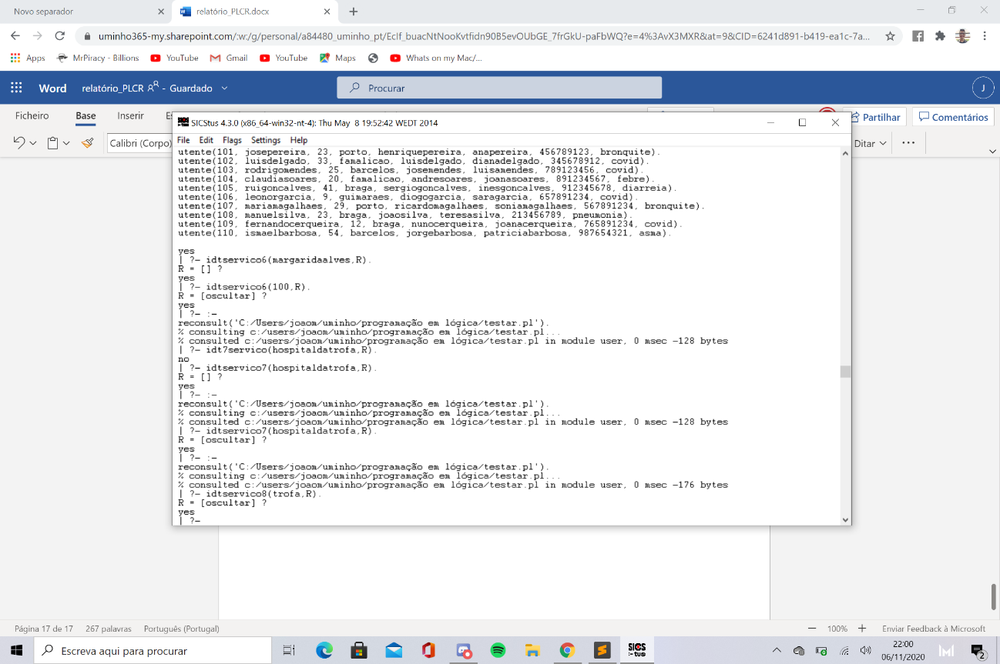 Novo separador
relatório_PLCR.docx
uminho365-my.sharepoint.com/:w:/g/personal/a84480_uminho_pt/EcIf_buacNtNooKvtfidn90B5evOUbGE_7frGkU-paFbWQ?e=4%3AvX3MXR&at=9&CID=6241d891-b419-ea1c-7a...
Apps MrPiracy - Billions YouTube Gmail YouTube Maps Whats on my Mac/...
Word relatório_PLCR - Guardado Procurar J
Ficheiro Base Inserir Partilhar Comentários
Calibri (Corpo) Ditar
SICStus 4.3.0 (x86_64-win32-nt-4): Thu May  8 19:52:42 WEDT 2014
File Edit Flags Settings Help
utente(101, josepereira, 23, porto, henriquepereira, anapereira, 456789123, bronquite).
utente(102, luisdelgado, 33, famalicao, luisdelgado, dianadelgado, 345678912, covid).
utente(103, rodrigomendes, 25, barcelos, josemendes, luisamendes, 789123456, covid).
utente(104, claudiasoares, 20, famalicao, andresoares, joanasoares, 891234567, febre).
utente(105, ruigoncalves, 41, braga, sergiogoncalves, inesgoncalves, 912345678, diarreia).
utente(106, leonorgarcia, 9, guimaraes, diogogarcia, saragarcia, 657891234, covid).
utente(107, mariamagalhaes, 29, porto, ricardomagalhaes, soniamagalhaes, 567891234, bronquite).
utente(108, manuelsilva, 23, braga, joaosilva, teresasilva, 213456789, pneumonia).
utente(109, fernandocerqueira, 12, braga, nunocerqueira, joanacerqueira, 765891234, covid).
utente(110, ismaelbarbosa, 54, barcelos, jorgebarbosa, patriciabarbosa, 987654321, asma).
yes
| ?- idtservico6(margaridaalves,R).
R = [] ?
yes
| ?- idtservico6(100,R).
R = [oscultar] ?
yes
| ?- :-
reconsult('C:/Users/joaom/uminho/programação em lógica/testar.pl').
% consulting c:/users/joaom/uminho/programação em lógica/testar.pl...
% consulted c:/users/joaom/uminho/programação em lógica/testar.pl in module user, 0 msec -128 bytes
| ?- idt7servico(hospitaldatrofa,R).
no
| ?- idtservico7(hospitaldatrofa,R).
R = [] ?
yes
| ?- :-
reconsult('C:/Users/joaom/uminho/programação em lógica/testar.pl').
% consulting c:/users/joaom/uminho/programação em lógica/testar.pl...
% consulted c:/users/joaom/uminho/programação em lógica/testar.pl in module user, 0 msec -128 bytes
| ?- idtservico7(hospitaldatrofa,R).
R = [oscultar] ?
yes
| ?- :-
reconsult('C:/Users/joaom/uminho/programação em lógica/testar.pl').
% consulting c:/users/joaom/uminho/programação em lógica/testar.pl...
% consulted c:/users/joaom/uminho/programação em lógica/testar.pl in module user, 0 msec -176 bytes
| ?- idtservico8(trofa,R).
R = [oscultar] ?
yes
| ?-
Página 17 de 17 267 palavras Português (Portugal) 100% Enviar Feedback à Microsoft
Escreva aqui para procurar
SICS
:-tus
22:00
06/11/2020
2